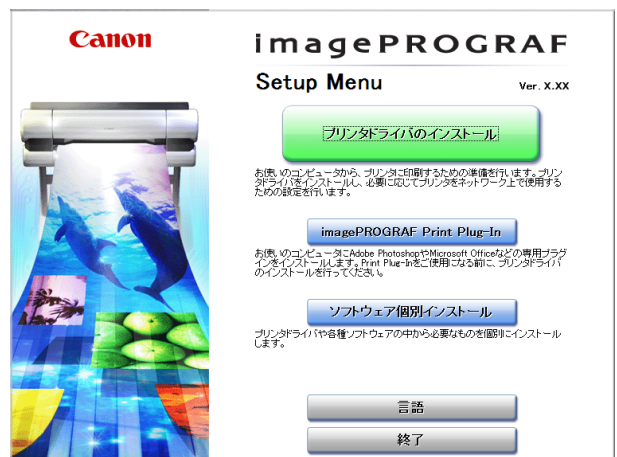 Canon
imagePROGRAF
Setup Menu
Ver. X.XX
プリンタドライバのインストール
お使いのコンピュータから、プリンタに印刷するための準備を行います。プリン
タドライバをインストールし、必要に応じてプリンタをネットワーク上で使用する
ための設定を行います。
imagePROGRAF Print Plug-In
お使いのコンピュータにAdobe PhotoshopやMicrosoft Officeなどの専用プラグ
インをインストールします。Print Plug-Inをご使用になる前に、プリンタドライバ
のインストールを行ってください。
ソフトウェア個別インストール
プリンタドライバや各種ソフトウェアの中から必要なものを個別にインストール
します。
言語
終了